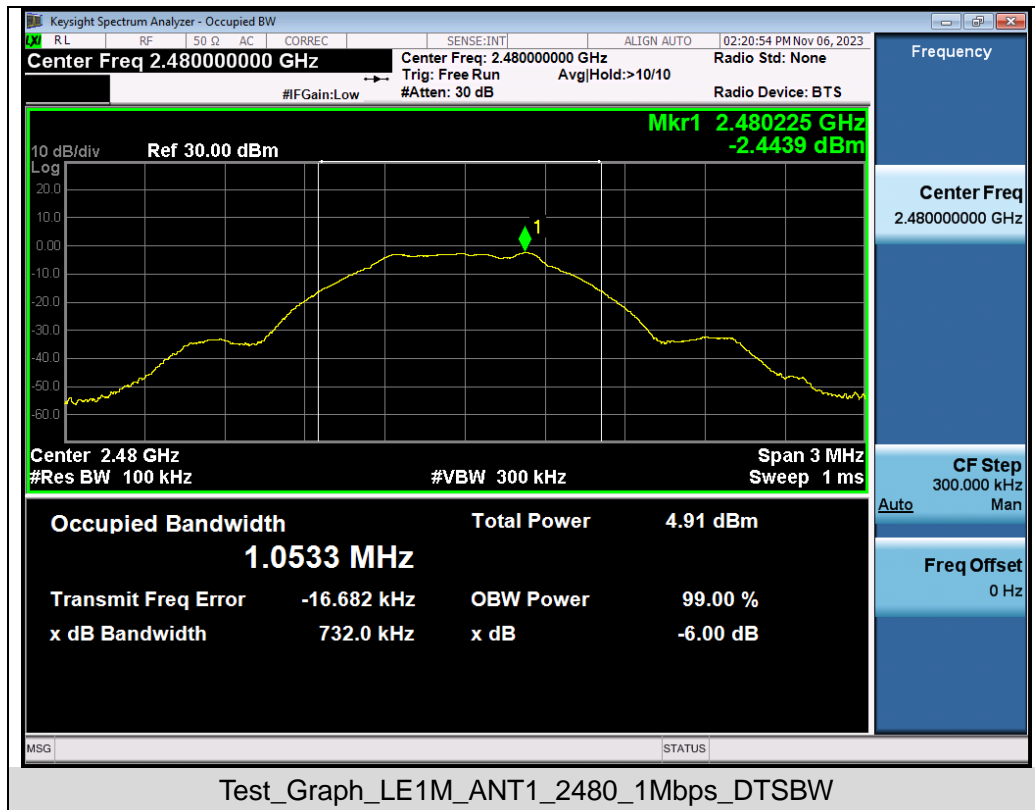 Keysight Spectrum Analyzer - Occupied BW
LXI RL RF 50 Ω AC CORREC SENSE:INT ALIGN AUTO 02:20:54 PM Nov 06, 2023
Center Freq 2.480000000 GHz
Center Freq: 2.480000000 GHz Radio Std: None
Trig: Free Run Avg|Hold:>10/10
#IFGain:Low #Atten: 30 dB Radio Device: BTS
Mkr1 2.480225 GHz
-2.4439 dBm
10 dB/div Ref 30.00 dBm
Log
20.0
10.0
0.00
-10.0
-20.0
-30.0
-40.0
-50.0
-60.0
1
Center 2.48 GHz Span 3 MHz
#Res BW 100 kHz #VBW 300 kHz Sweep 1 ms
Occupied Bandwidth Total Power 4.91 dBm
1.0533 MHz
Transmit Freq Error -16.682 kHz OBW Power 99.00 %
x dB Bandwidth 732.0 kHz x dB -6.00 dB
MSG STATUS
Frequency
Center Freq
2.480000000 GHz
CF Step
300.000 kHz
Auto Man
Freq Offset
0 Hz
Test_Graph_LE1M_ANT1_2480_1Mbps_DTSBW